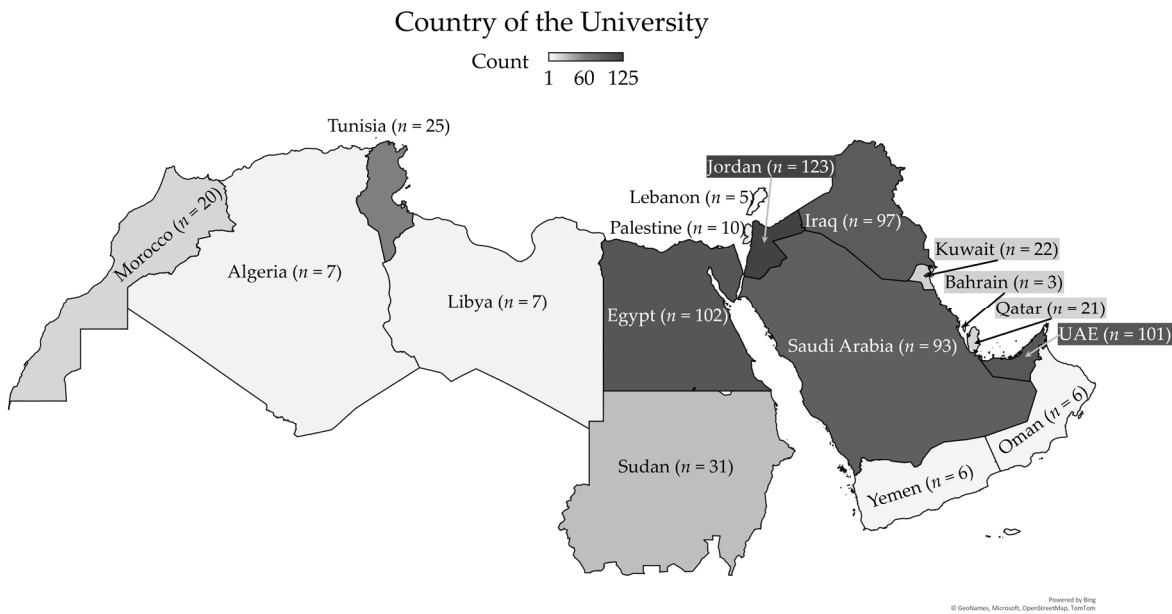 Country of the University
Count
1 60 125
Tunisia (n = 25)
Jordan (n = 123)
Lebanon (n = 5)
Morocco (n = 20)
Palestine (n = 10)
Iraq (n = 97)
Kuwait (n = 22)
Algeria (n = 7)
Bahrain (n = 3)
Libya (n = 7)
Qatar (n = 21)
Egypt (n = 102)
UAE (n = 101)
Saudi Arabia (n = 93)
Oman (n = 6)
Sudan (n = 31)
Yemen (n = 6)
Powered by Bing
© GeoNames, Microsoft, OpenStreetMap, TomTom